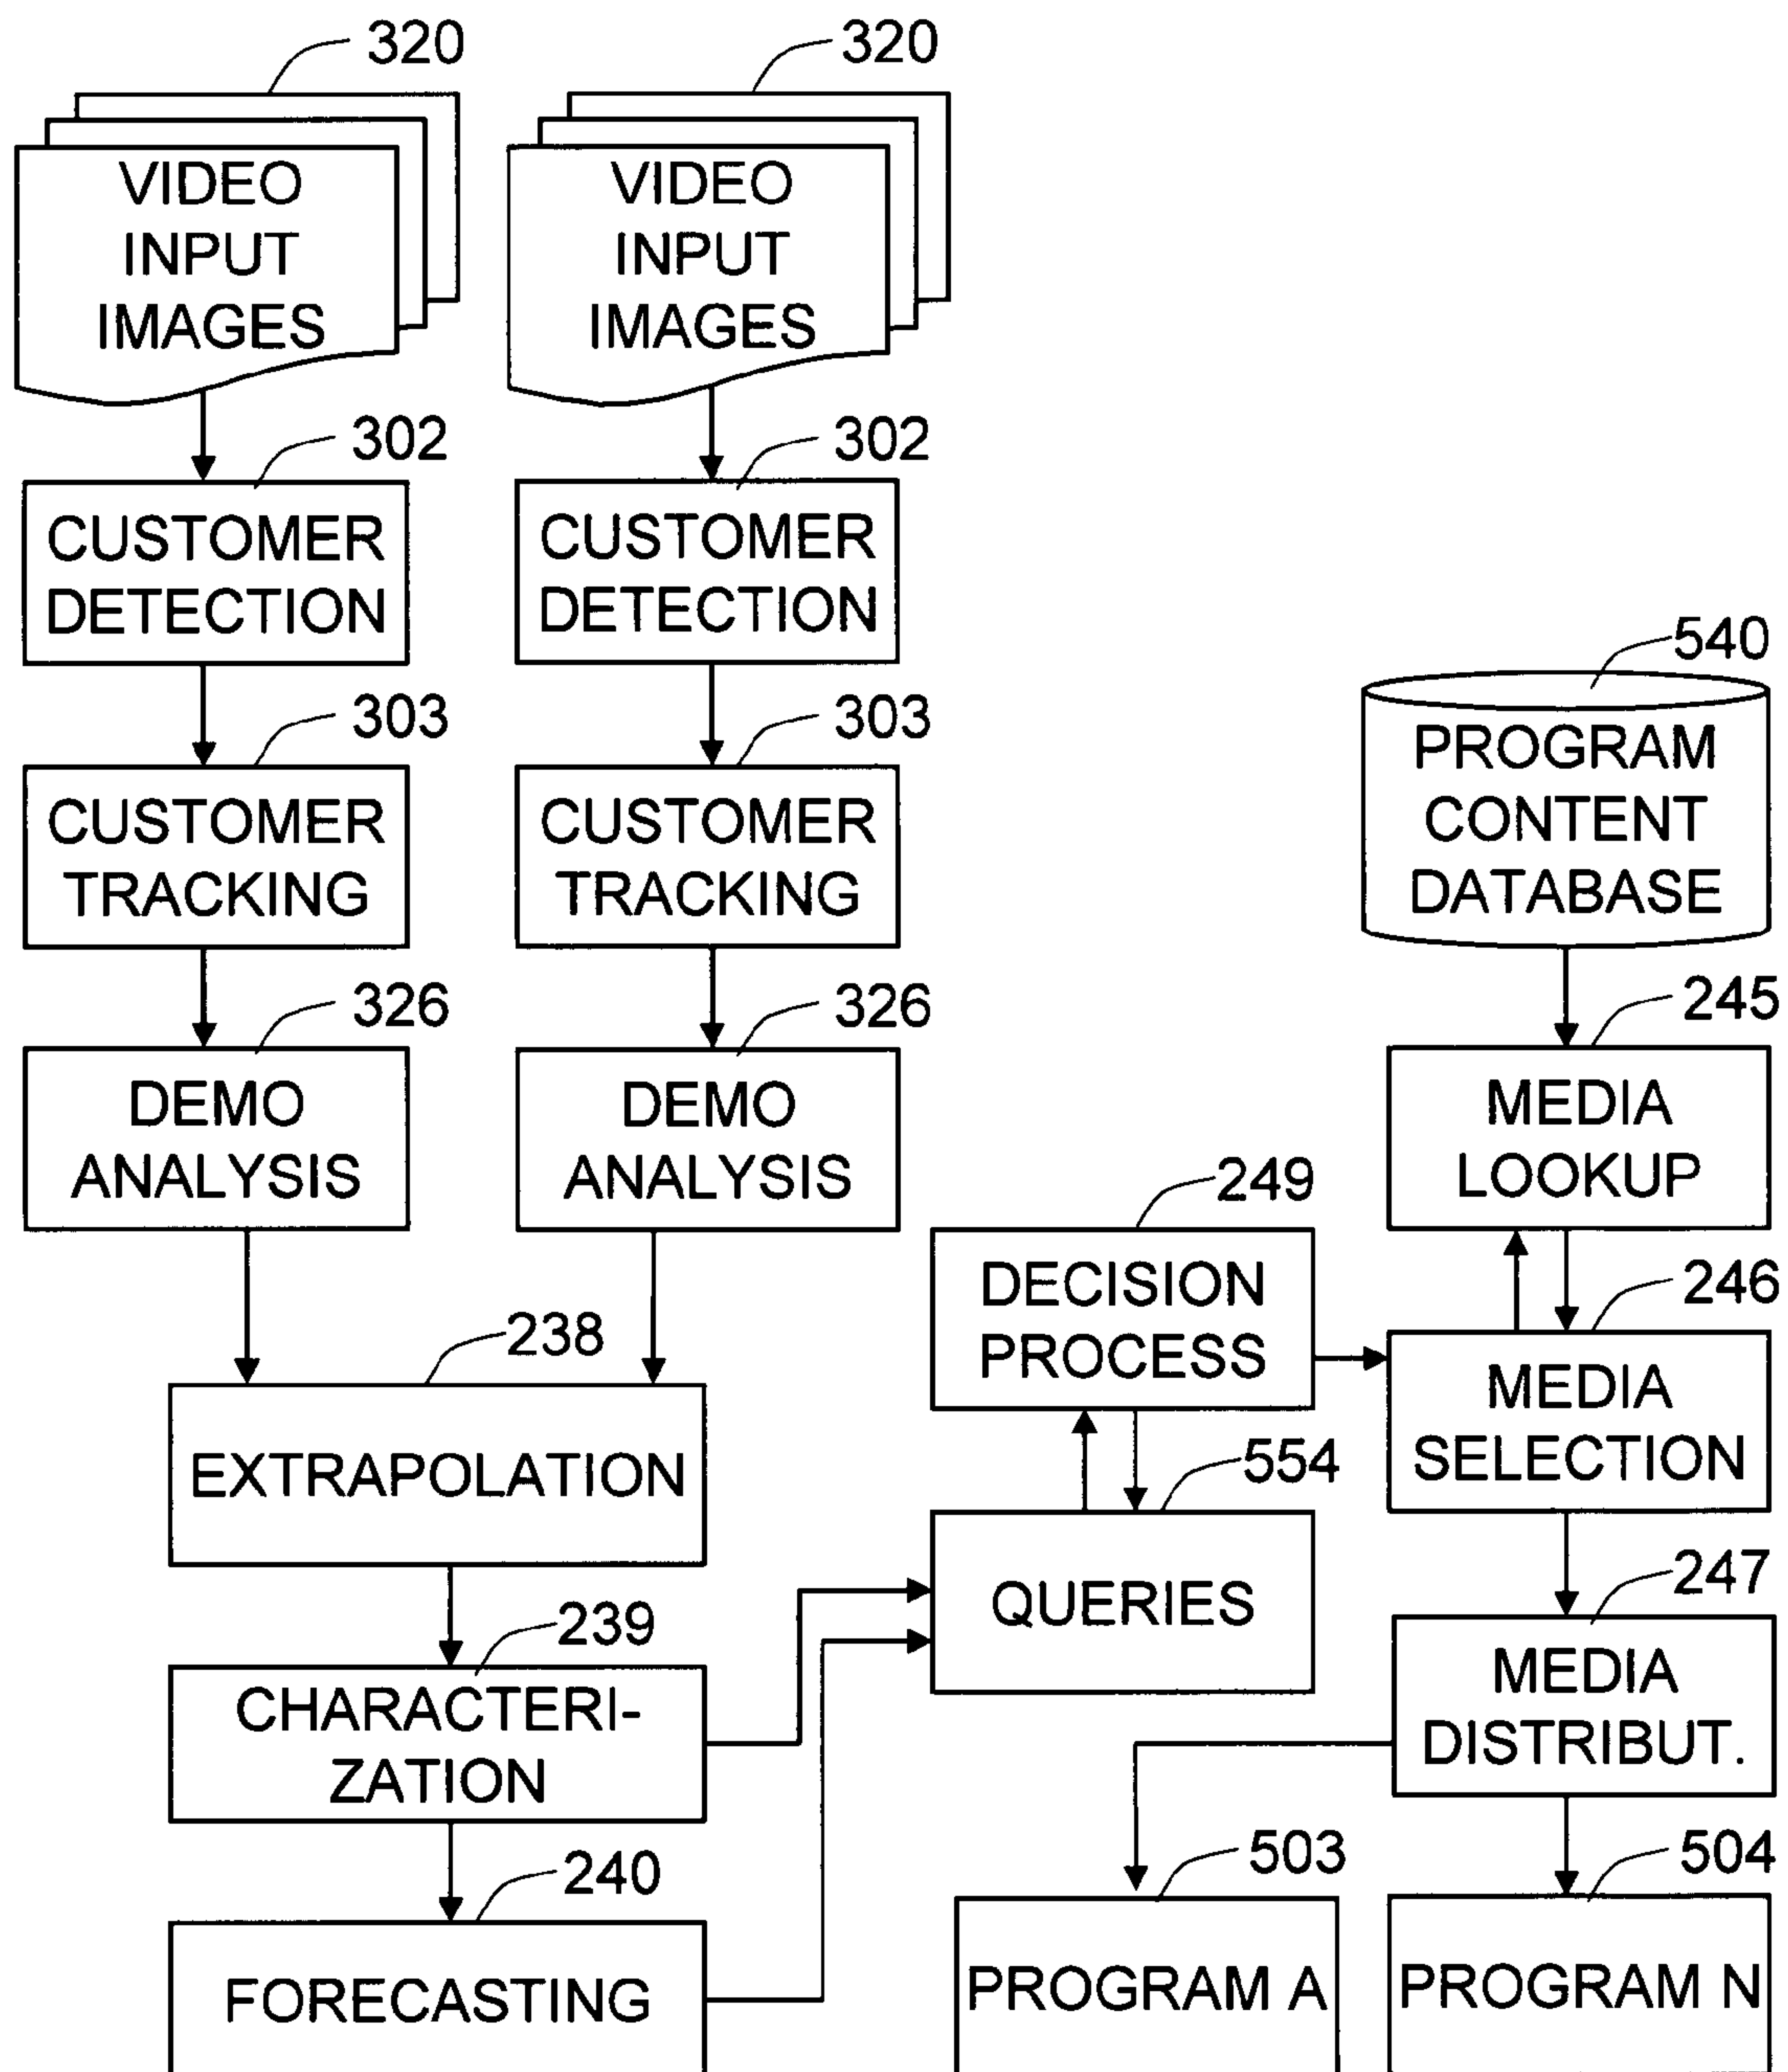 320
320
VIDEO
INPUT
IMAGES
VIDEO
INPUT
IMAGES
302
302
CUSTOMER
DETECTION
CUSTOMER
DETECTION
540
303
303
PROGRAM
CONTENT
DATABASE
CUSTOMER
TRACKING
CUSTOMER
TRACKING
326
326
245
DEMO
ANALYSIS
DEMO
ANALYSIS
MEDIA
LOOKUP
249
DECISION
PROCESS
246
238
MEDIA
SELECTION
EXTRAPOLATION
554
QUERIES
247
239
MEDIA
DISTRIBUT.
CHARACTERI-
ZATION
240
503
504
FORECASTING
PROGRAM A
PROGRAM N